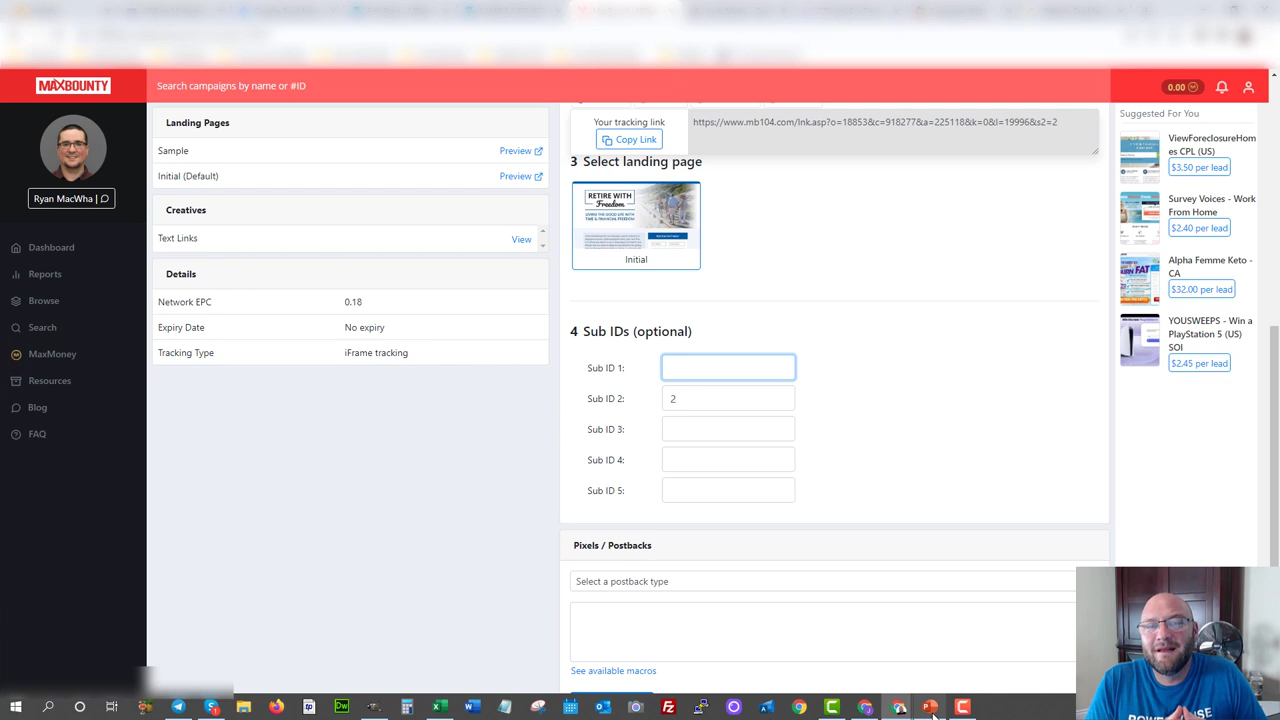 MAXBOUNTY
Search campaigns by name or #ID
0.00
Ryan MacWha |
Dashboard
Reports
Browse
Search
MaxMoney
Resources
Blog
FAQ
Landing Pages
Sample
Preview
Initial (Default)
Preview
Creatives
Text Links
View
Details
Network EPC
0.18
Expiry Date
No expiry
Tracking Type
iFrame tracking
Your tracking link
Copy Link
https://www.mb104.com/lnk.asp?o=18853&c=918277&a=225118&k=0&l=19996&s2=2
3 Select landing page
RETIRE WITH
Freedom
Initial
4 Sub IDs (optional)
Sub ID 1:
Sub ID 2:
2
Sub ID 3:
Sub ID 4:
Sub ID 5:
Pixels / Postbacks
Select a postback type
See available macros
Suggested For You
ViewForeclosureHom
es CPL (US)
$3.50 per lead
Survey Voices - Work
From Home
$2.40 per lead
Alpha Femme Keto -
CA
$32.00 per lead
YOUSWEEPS - Win a
PlayStation 5 (US)
SOI
$2.45 per lead